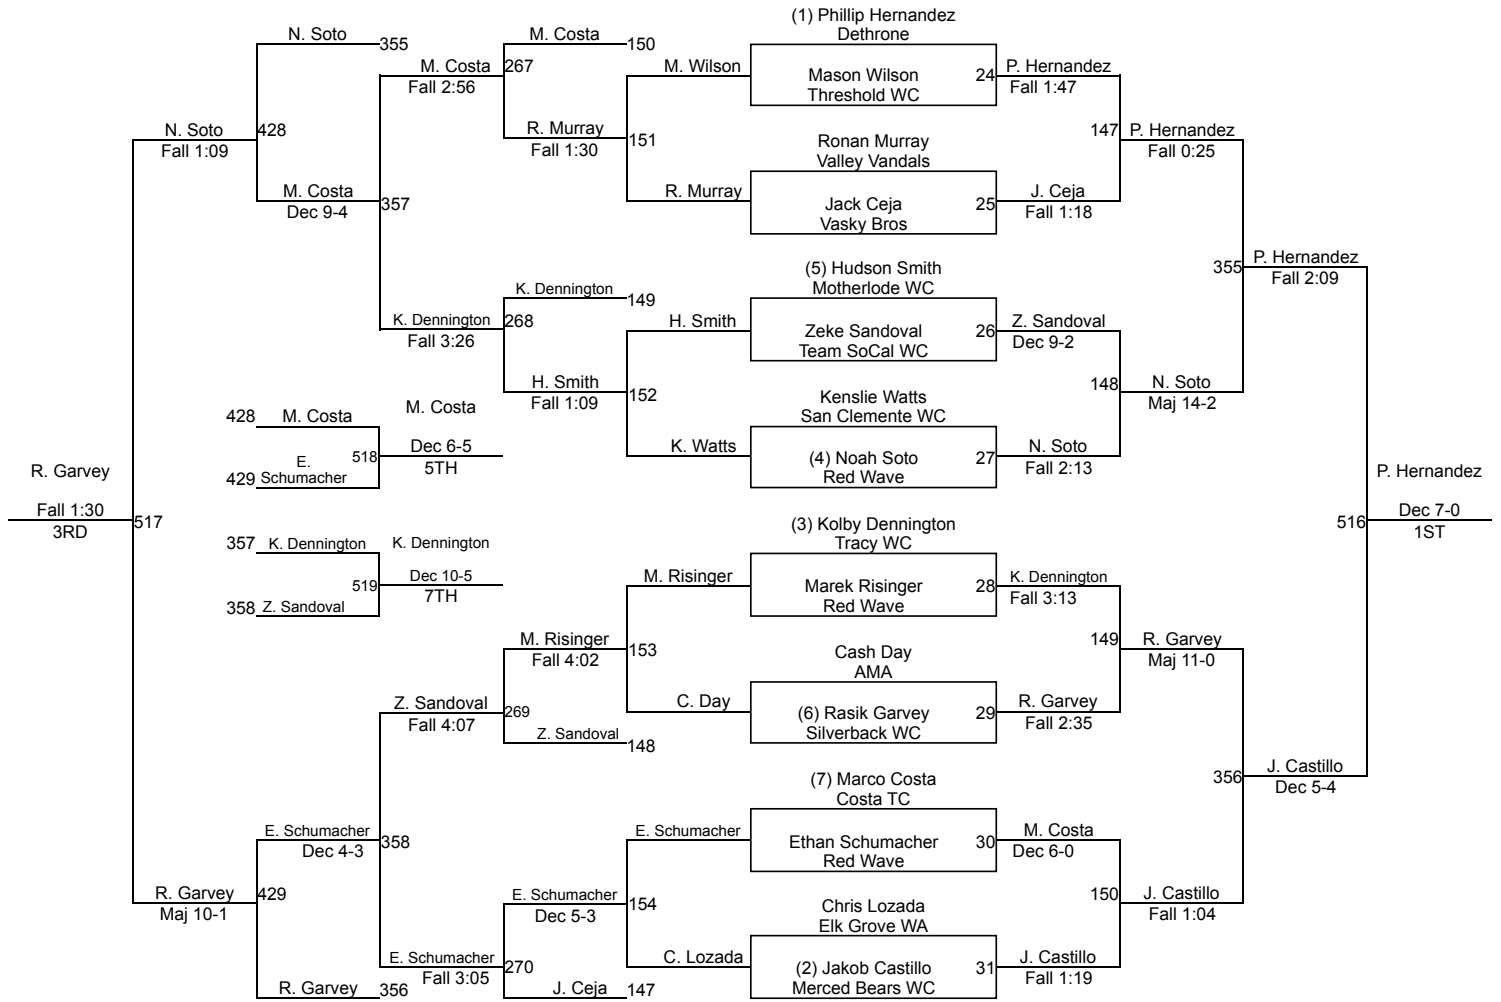 (1) Phillip Hernandez
Dethrone
N. Soto
355
M. Costa
150
M. Costa
267
Fall 2:56
M. Wilson
Mason Wilson
24
Threshold WC
P. Hernandez
Fall 1:47
N. Soto
428
Fall 1:09
R. Murray
151
Fall 1:30
Ronan Murray
Valley Vandals
147
P. Hernandez
Fall 0:25
M. Costa
357
Dec 9-4
R. Murray
Jack Ceja
25
Vasky Bros
J. Ceja
Fall 1:18
(5) Hudson Smith
Motherlode WC
355
P. Hernandez
Fall 2:09
K. Dennington
149
K. Dennington
268
Fall 3:26
H. Smith
Zeke Sandoval
26
Team SoCal WC
Z. Sandoval
Dec 9-2
H. Smith
152
Fall 1:09
Kenslie Watts
San Clemente WC
148
N. Soto
Maj 14-2
428
M. Costa
M. Costa
518
Dec 6-5
5TH
429
E.
Schumacher
K. Watts
(4) Noah Soto
27
Red Wave
N. Soto
Fall 2:13
R. Garvey
Fall 1:30
3RD
517
P. Hernandez
516
Dec 7-0
1ST
(3) Kolby Dennington
Tracy WC
357
K. Dennington
K. Dennington
519
Dec 10-5
7TH
358
Z. Sandoval
M. Risinger
Marek Risinger
28
Red Wave
K. Dennington
Fall 3:13
M. Risinger
153
Fall 4:02
Cash Day
AMA
149
R. Garvey
Maj 11-0
Z. Sandoval
269
Fall 4:07
C. Day
(6) Rasik Garvey
29
Silverback WC
R. Garvey
Fall 2:35
Z. Sandoval
148
(7) Marco Costa
Costa TC
356
J. Castillo
Dec 5-4
E. Schumacher
358
Dec 4-3
E. Schumacher
Ethan Schumacher
30
Red Wave
M. Costa
Dec 6-0
R. Garvey
429
Maj 10-1
E. Schumacher
154
Dec 5-3
Chris Lozada
Elk Grove WA
150
J. Castillo
Fall 1:04
E. Schumacher
270
Fall 3:05
C. Lozada
(2) Jakob Castillo
31
Merced Bears WC
J. Castillo
Fall 1:19
R. Garvey
356
J. Ceja
147